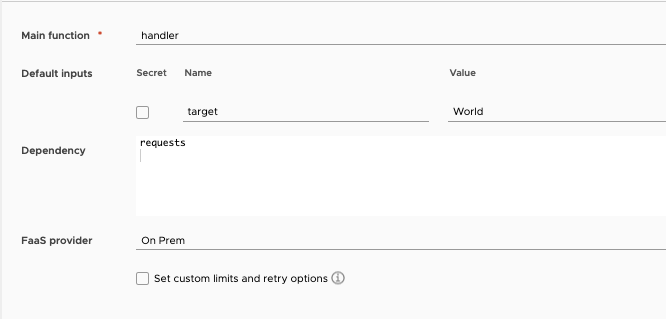 Main function * handler
Default inputs Secret Name Value
target World
Dependency requests
FaaS provider On Prem
Set custom limits and retry options